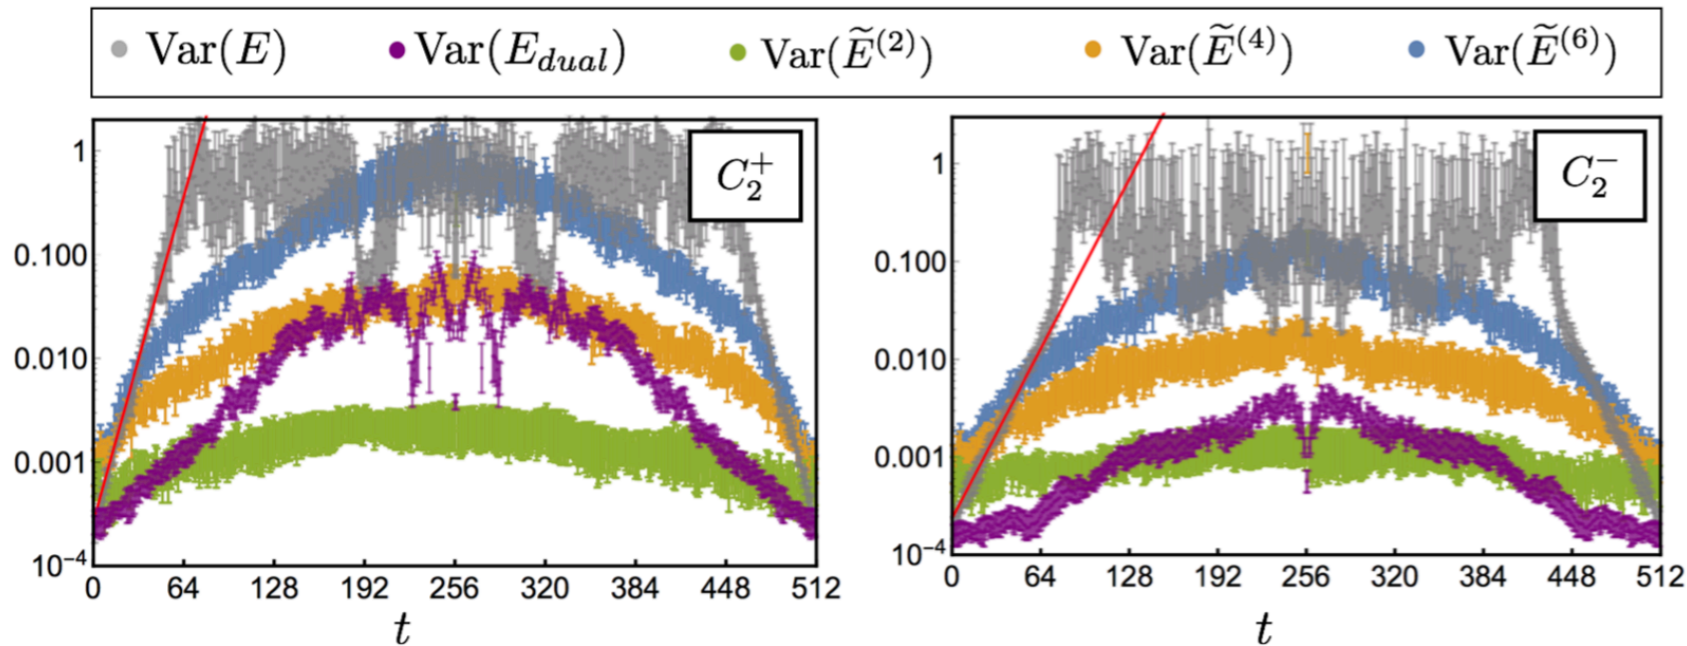 Var(E) Var(E_dual) Var(Ẽ^(2)) Var(Ẽ^(4)) Var(Ẽ^(6))
C_2^+
1
0.100
0.010
0.001
10^−4
0 64 128 192 256 320 384 448 512
t
C_2^−
1
0.100
0.010
0.001
10^−4
0 64 128 192 256 320 384 448 512
t